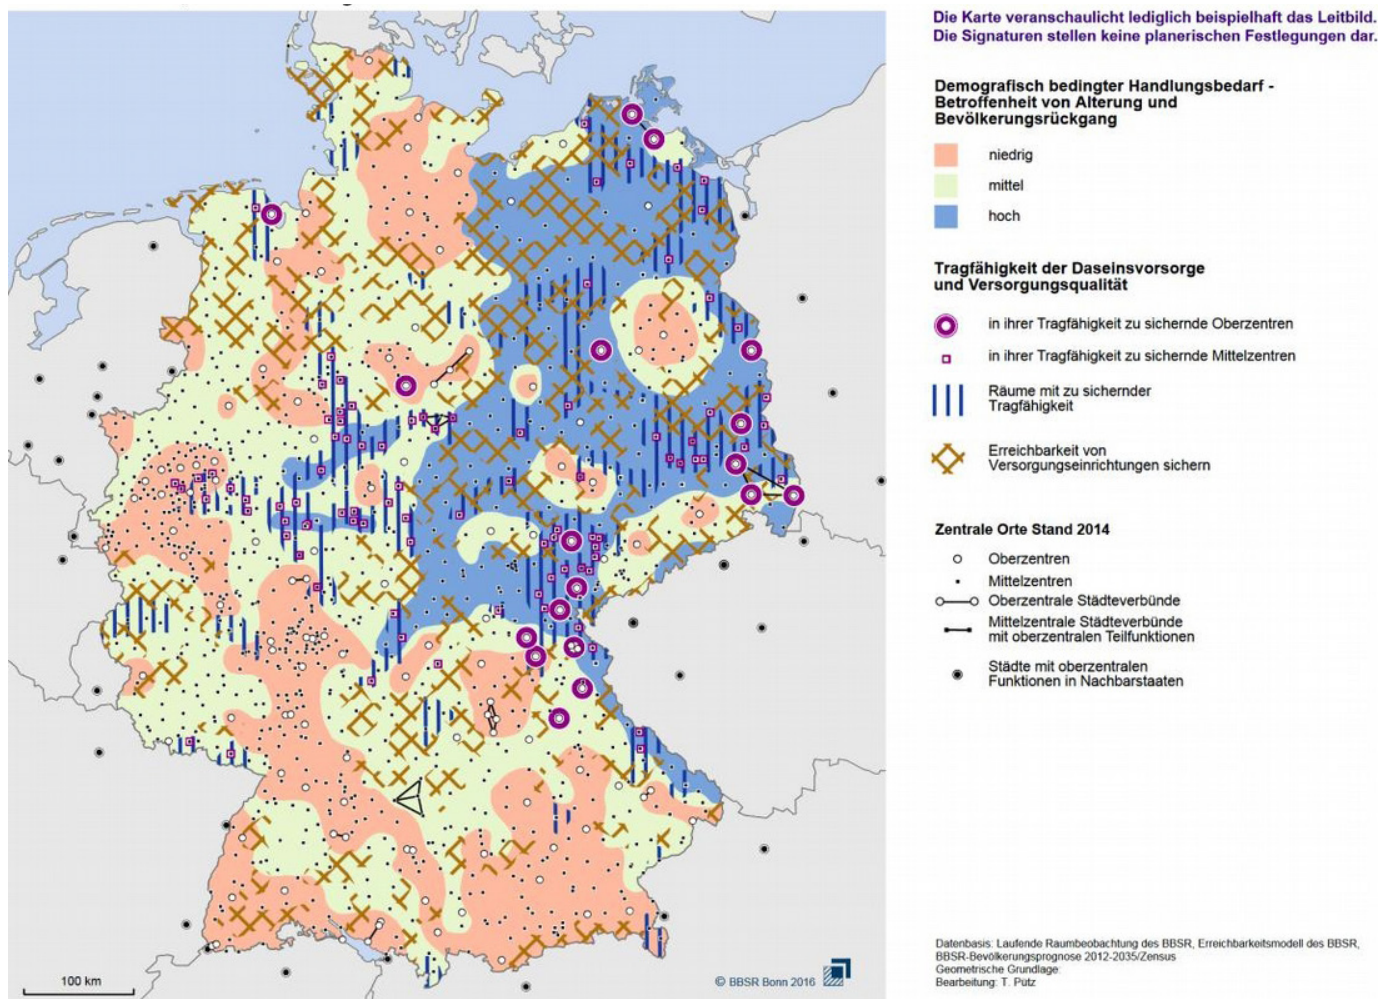 Die Karte veranschaulicht lediglich beispielhaft das Leitbild.
Die Signaturen stellen keine planerischen Festlegungen dar.
Demografisch bedingter Handlungsbedarf -
Betroffenheit von Alterung und
Bevölkerungsrückgang
niedrig
mittel
hoch
Tragfähigkeit der Daseinsvorsorge
und Versorgungsqualität
in ihrer Tragfähigkeit zu sichernde Oberzentren
in ihrer Tragfähigkeit zu sichernde Mittelzentren
Räume mit zu sichernder
Tragfähigkeit
Erreichbarkeit von
Versorgungseinrichtungen sichern
Zentrale Orte Stand 2014
Oberzentren
Mittelzentren
Oberzentrale Städteverbünde
Mittelzentrale Städteverbünde
mit oberzentralen Teilfunktionen
Städte mit oberzentralen
Funktionen in Nachbarstaaten
Datenbasis: Laufende Raumbeobachtung des BBSR, Erreichbarkeitsmodell des BBSR,
BBSR-Bevölkerungsprognose 2012-2035/Zensus
Geometrische Grundlage:
Bearbeitung: T. Pütz
100 km
© BBSR Bonn 2016